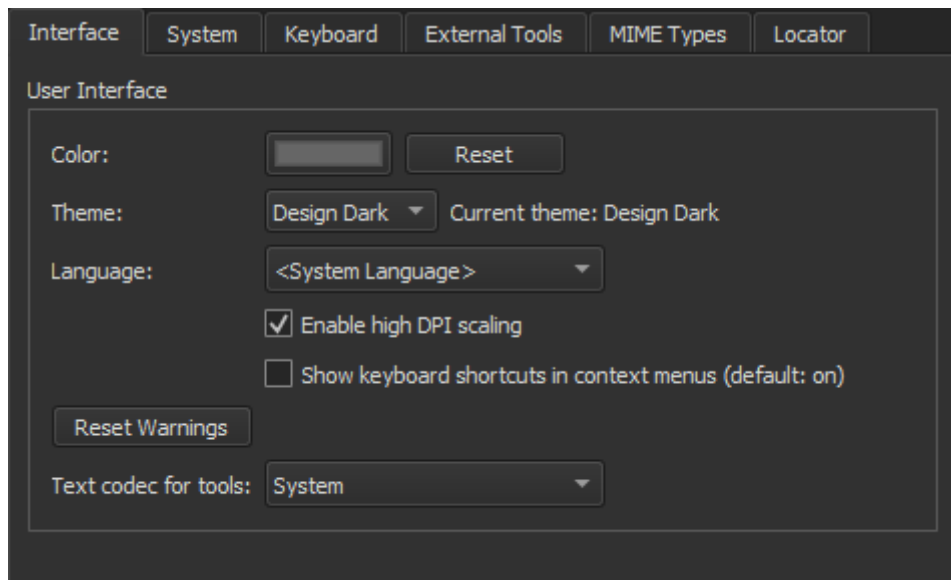 Interface System Keyboard External Tools MIME Types Locator
User Interface
Color: Reset
Theme: Design Dark Current theme: Design Dark
Language: <System Language>
Enable high DPI scaling
Show keyboard shortcuts in context menus (default: on)
Reset Warnings
Text codec for tools: System